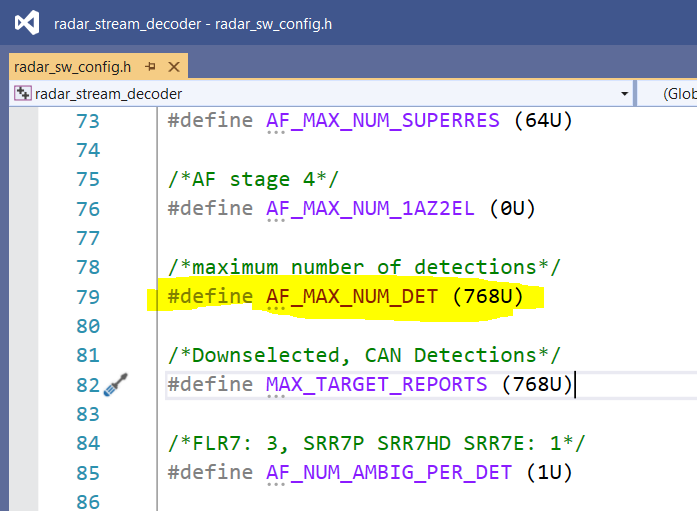 radar_stream_decoder - radar_sw_config.h
radar_sw_config.h
radar_stream_decoder (Glob
73 #define AF_MAX_NUM_SUPERRES (64U)
74
75 /*AF stage 4*/
76 #define AF_MAX_NUM_1AZ2EL (0U)
77
78 /*maximum number of detections*/
79 #define AF_MAX_NUM_DET (768U)
80
81 /*Downselected, CAN Detections*/
82 #define MAX_TARGET_REPORTS (768U)
83
84 /*FLR7: 3, SRR7P SRR7HD SRR7E: 1*/
85 #define AF_NUM_AMBIG_PER_DET (1U)
86